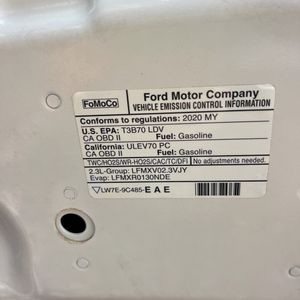 FoMoCo
Ford Motor Company
VEHICLE EMISSION CONTROL INFORMATION
Conforms to regulations: 2020 MY
U.S. EPA: T3B70 LDV
CA OBD II Fuel: Gasoline
California: ULEV70 PC
CA OBD II Fuel: Gasoline
TWC/HO2S/WR-HO2S/CAC/TC/DFI
No adjustments needed.
2.3L-Group: LFMXV02.3VJY
Evap: LFMXR0130NDE
LW7E-9C485-E A E